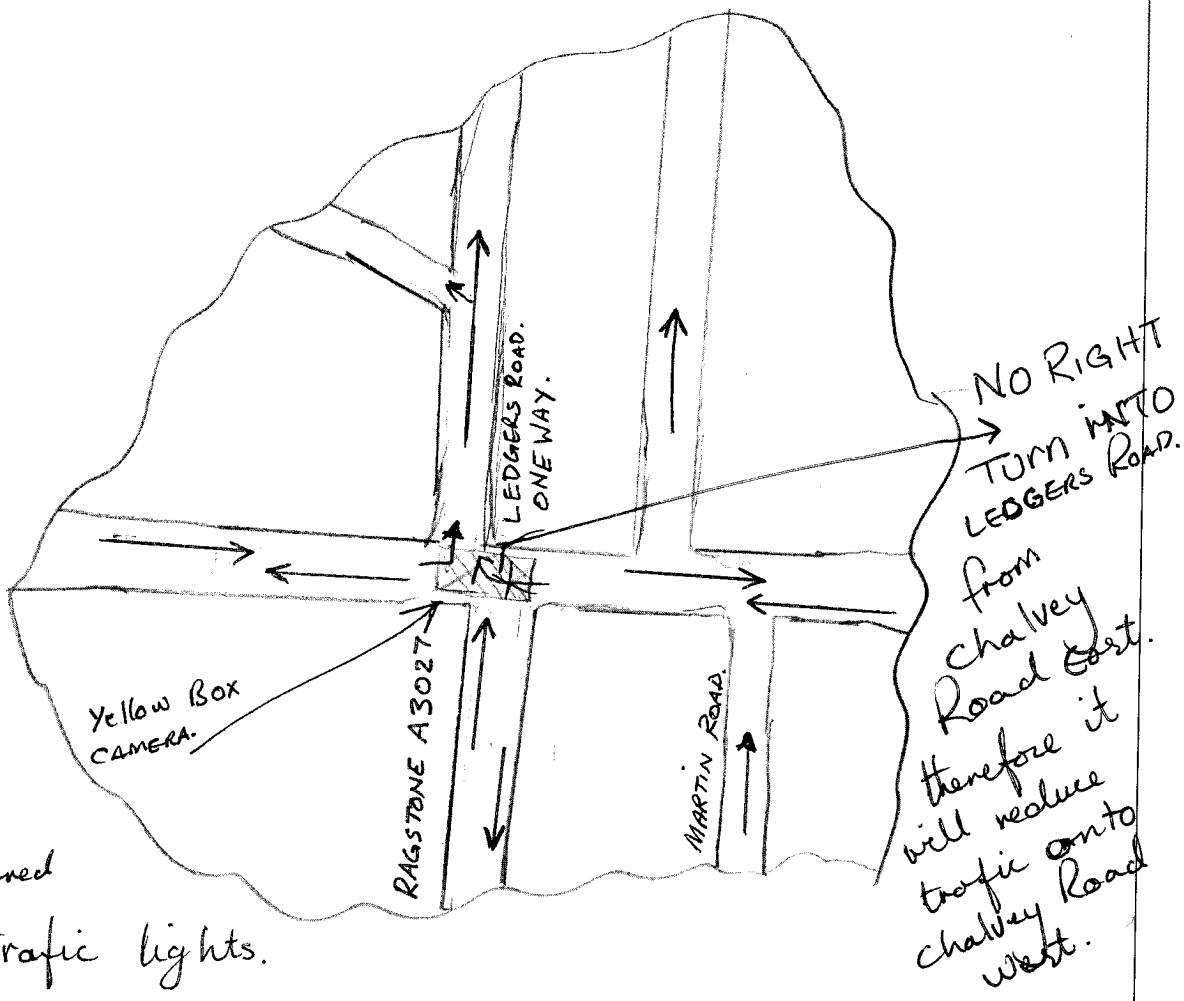 LEDGERS ROAD.
ONE WAY.
NO RIGHT
TURN iNTO
LEDGERS ROAD.
from
chalvey
Road East.
therefore it
will reduce
trafic onto
chalvey Road
west.
Yellow Box
CAMERA.
RAGSTONE A3027
MARTIN ROAD.
trafic lights.